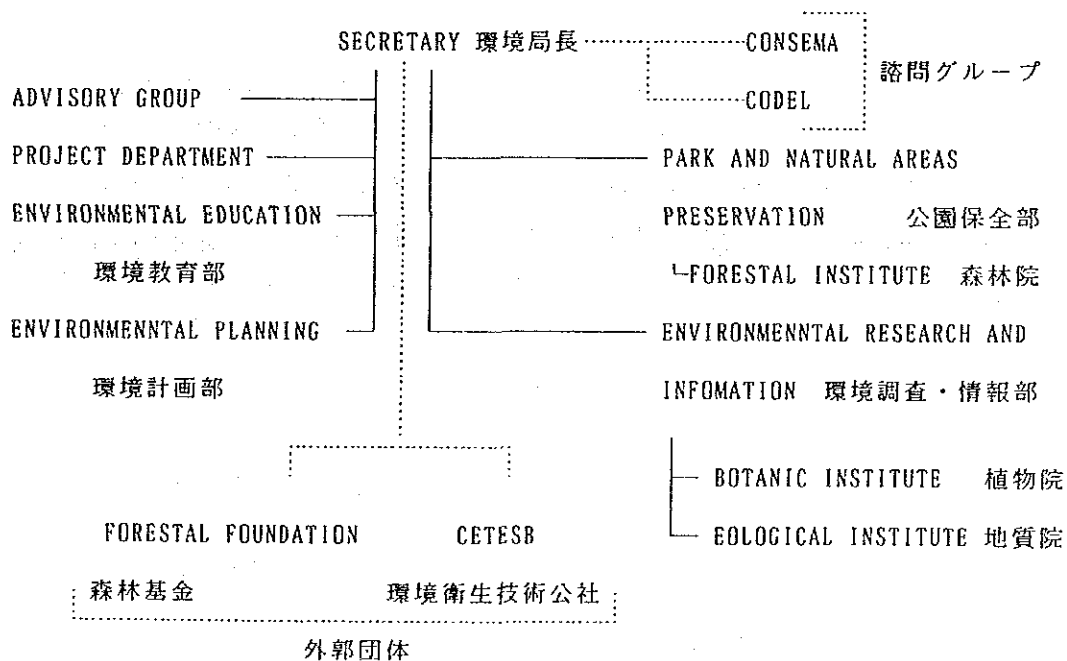 SECRETARY 環境局長
CONSEMA
諮問グループ
CODEL
ADVISORY GROUP
PROJECT DEPARTMENT
PARK AND NATURAL AREAS
ENVIRONMENTAL EDUCATION
PRESERVATION 公園保全部
環境教育部
FORESTAL INSTITUTE 森林院
ENVIRONMENNTAL PLANNING
ENVIRONMENNTAL RESEARCH AND
環境計画部
INFOMATION 環境調査・情報部
BOTANIC INSTITUTE 植物院
FORESTAL FOUNDATION
CETESB
EOLOGICAL INSTITUTE 地質院
森林基金
環境衛生技術公社
外郭団体